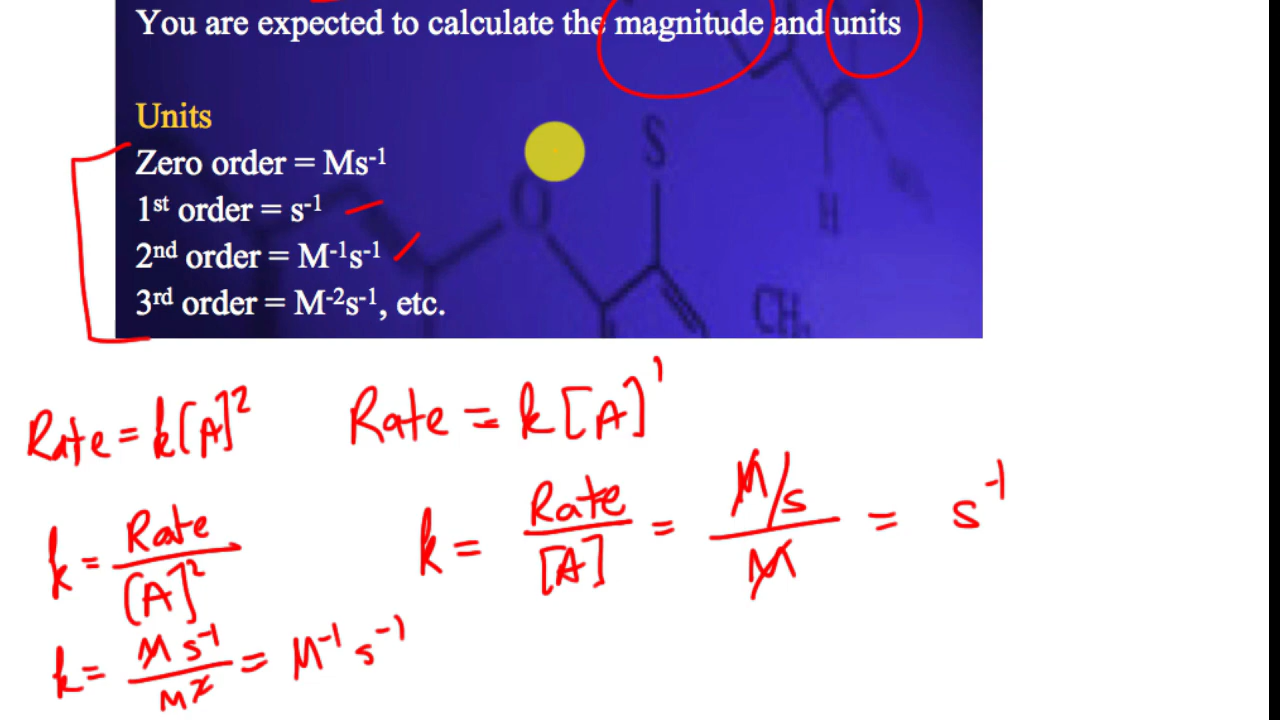 You are expected to calculate the magnitude and units
Units
Zero order = Ms⁻¹
1ˢᵗ order = s⁻¹
2ⁿᵈ order = M⁻¹s⁻¹
3ʳᵈ order = M⁻²s⁻¹, etc.
S
O
H
CH₃
Rate = k[A]² Rate = k[A]¹
k = Rate/[A]² k = Rate/[A] = M/s/M = s⁻¹
k = M s⁻¹/M² = M⁻¹ s⁻¹